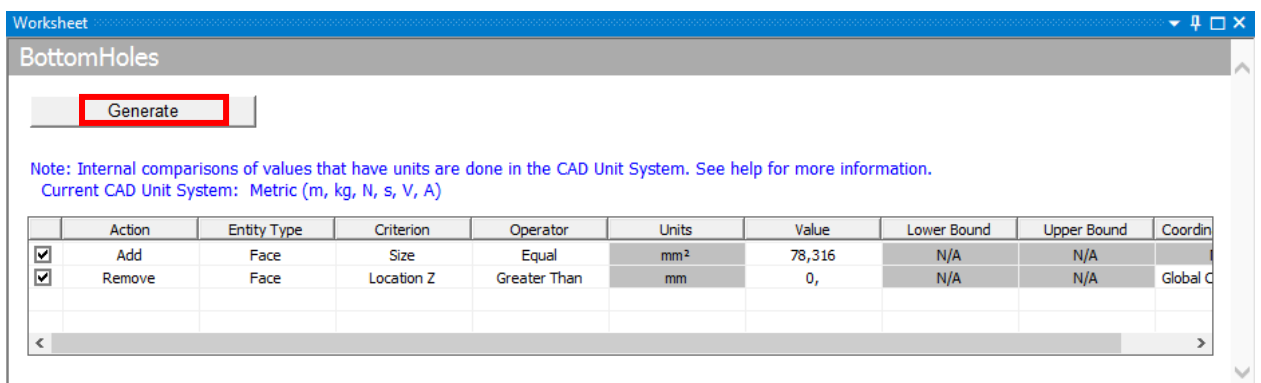 Worksheet
BottomHoles
Generate
Note: Internal comparisons of values that have units are done in the CAD Unit System. See help for more information.
Current CAD Unit System: Metric (m, kg, N, s, V, A)
Action Entity Type Criterion Operator Units Value Lower Bound Upper Bound Coordin
Add Face Size Equal mm² 78,316 N/A N/A
Remove Face Location Z Greater Than mm 0, N/A N/A Global C